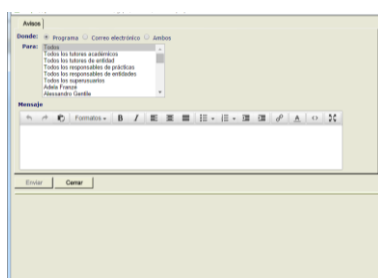 Avisos
Donde: Programa Correo electrónico Ambos
Para: Todos
Todos los tutores académicos
Todos los tutores de entidad
Todos los responsables de prácticas
Todos los responsables de entidades
Todos los superusuarios
Adela Franzé
Alessandro Gentile
Mensaje
Formatos B I A
Enviar Cerrar